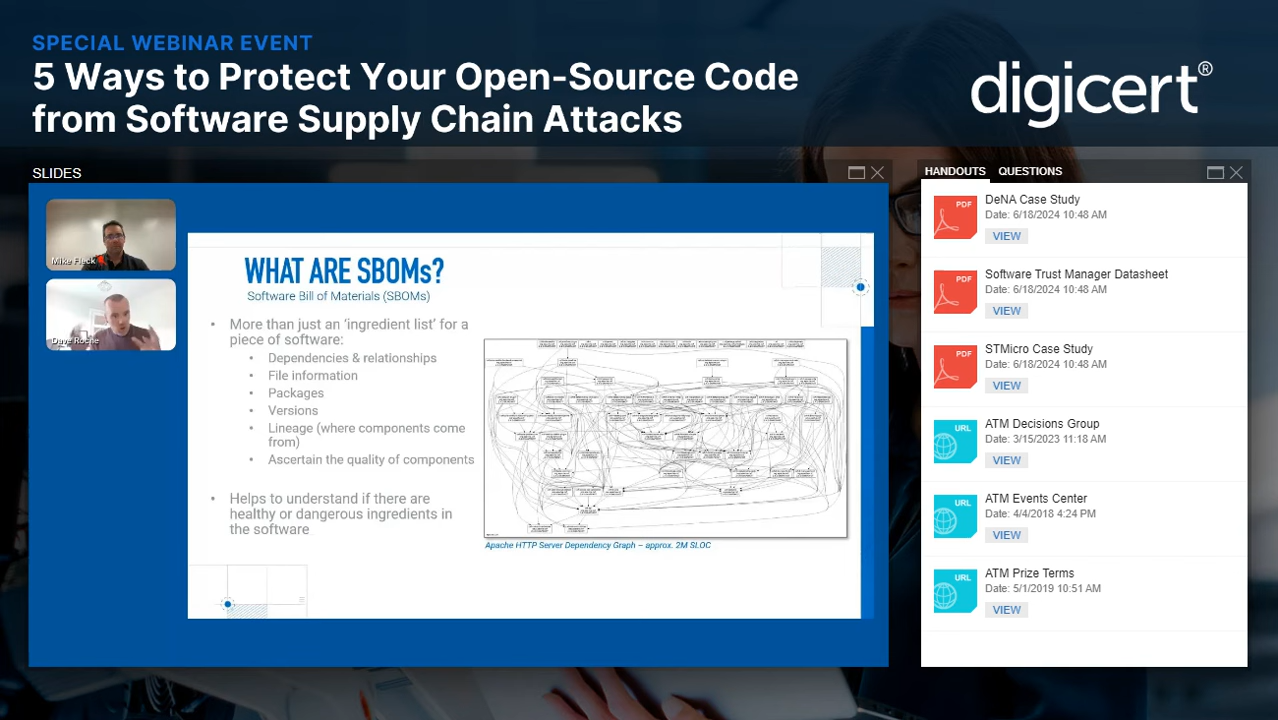 SPECIAL WEBINAR EVENT
5 Ways to Protect Your Open-Source Code
from Software Supply Chain Attacks
digicert®
SLIDES
Mike Fleck
Dave Roche
WHAT ARE SBOMs?
Software Bill of Materials (SBOMs)
• More than just an ‘ingredient list’ for a
piece of software:
• Dependencies & relationships
• File information
• Packages
• Versions
• Lineage (where components come
from)
• Ascertain the quality of components
• Helps to understand if there are
healthy or dangerous ingredients in
the software
Apache HTTP Server Dependency Graph – approx. 2M SLOC
HANDOUTS QUESTIONS
PDF
DeNA Case Study
Date: 6/18/2024 10:48 AM
VIEW
PDF
Software Trust Manager Datasheet
Date: 6/18/2024 10:48 AM
VIEW
PDF
STMicro Case Study
Date: 6/18/2024 10:48 AM
VIEW
URL
ATM Decisions Group
Date: 3/15/2023 11:18 AM
VIEW
URL
ATM Events Center
Date: 4/4/2018 4:24 PM
VIEW
URL
ATM Prize Terms
Date: 5/1/2019 10:51 AM
VIEW